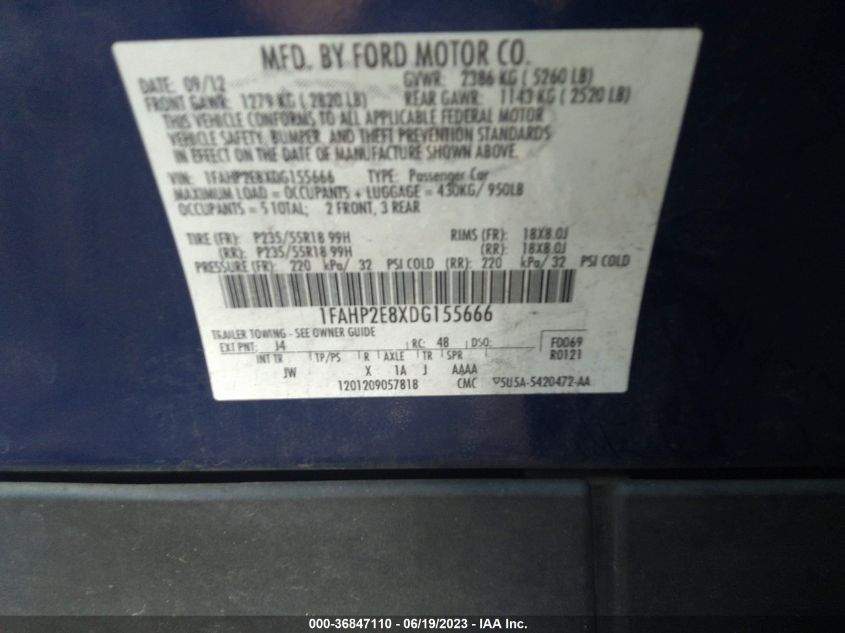 MFD. BY FORD MOTOR CO.
DATE: 09/12 GVWR: 2386 KG ( 5260 LB)
FRONT GAWR: 1279 KG ( 2820 LB) REAR GAWR: 1143 KG ( 2520 LB)
THIS VEHICLE CONFORMS TO ALL APPLICABLE FEDERAL MOTOR
VEHICLE SAFETY, BUMPER, AND THEFT PREVENTION STANDARDS
IN EFFECT ON THE DATE OF MANUFACTURE SHOWN ABOVE.
VIN: 1FAHP2E8XDG155666 TYPE: Passenger Car
MAXIMUM LOAD = OCCUPANTS + LUGGAGE = 430KG/ 950LB
OCCUPANTS = 5 TOTAL; 2 FRONT, 3 REAR
TIRE (FR): P235/55R18 99H RIMS (FR): 18X8.0J
(RR): P235/55R18 99H (RR): 18X8.0J
PRESSURE (FR): 220 kPa/ 32 PSI COLD (RR): 220 kPa/ 32 PSI COLD
1FAHP2E8XDG155666
TRAILER TOWING - SEE OWNER GUIDE
EXT PNT: J4 RC: 48 DSO: F0069
INT TR TP/PS R AXLE TR SPR R0121
JW X 1A J AAAA
1201209057818 CMC ▽5U5A-5420472-AA
000-36847110 - 06/19/2023 - IAA Inc.